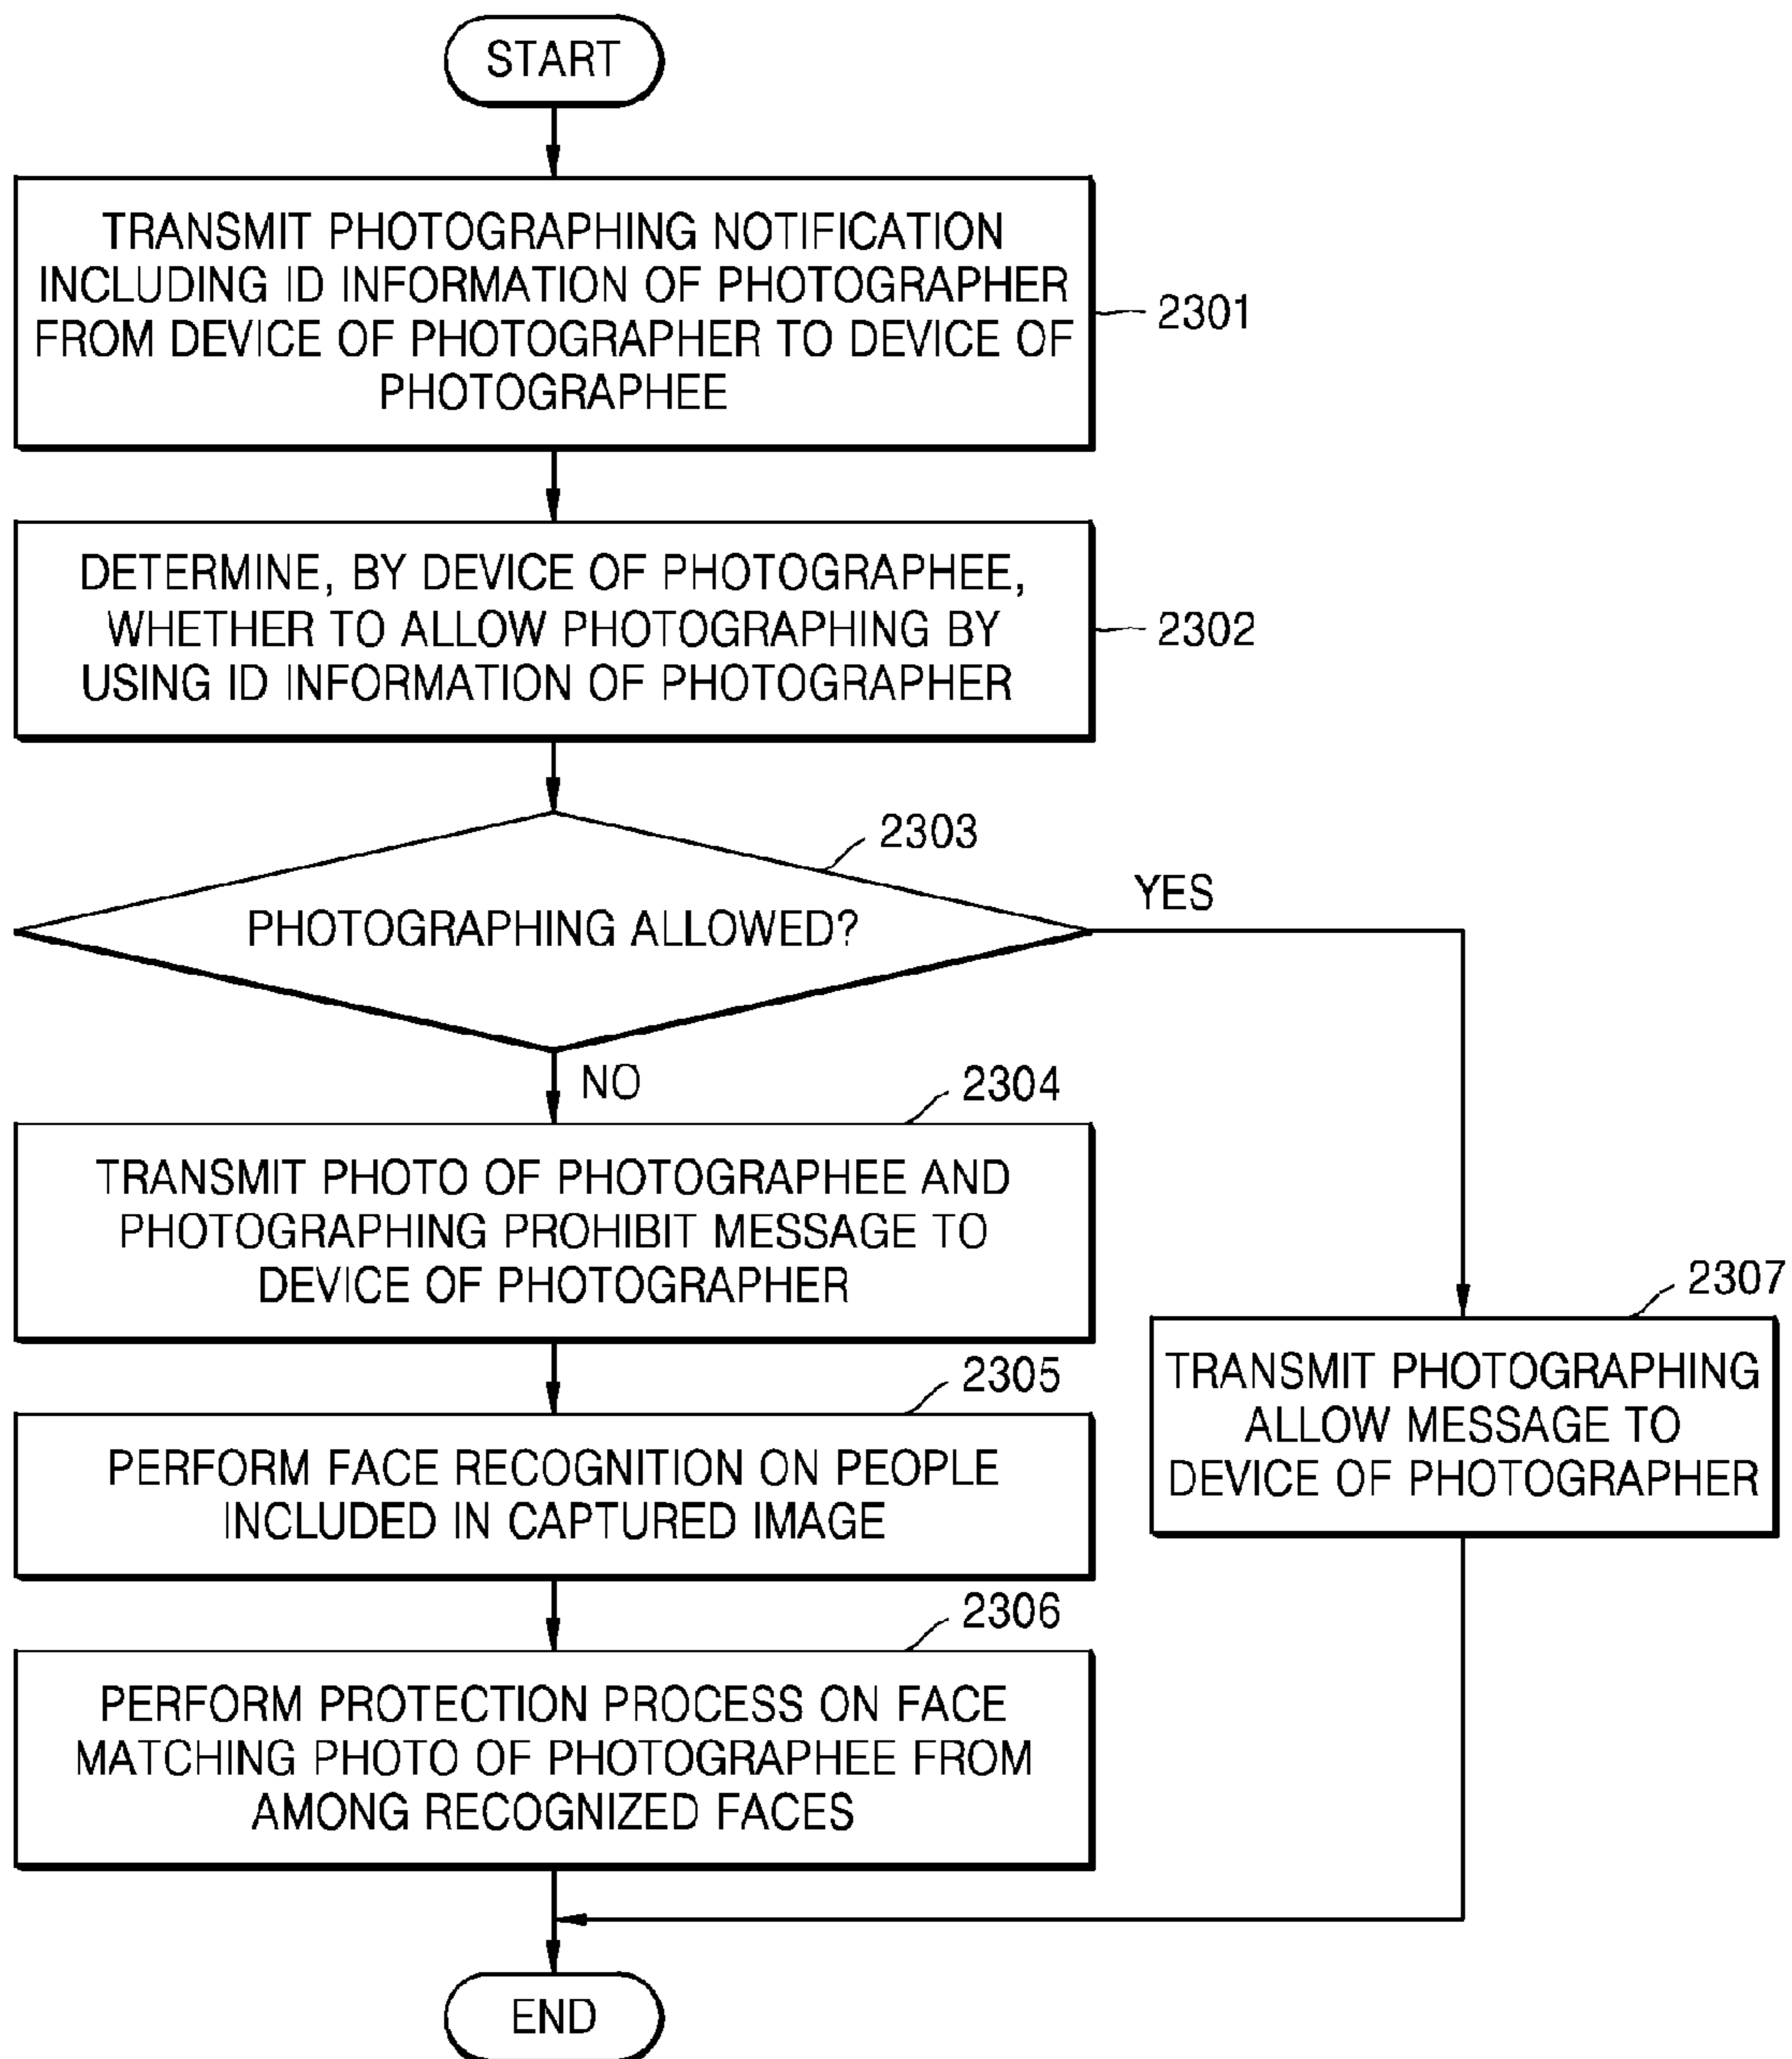 START
TRANSMIT PHOTOGRAPHING NOTIFICATION
INCLUDING ID INFORMATION OF PHOTOGRAPHER
FROM DEVICE OF PHOTOGRAPHER TO DEVICE OF
PHOTOGRAPHEE
2301
DETERMINE, BY DEVICE OF PHOTOGRAPHEE,
WHETHER TO ALLOW PHOTOGRAPHING BY
USING ID INFORMATION OF PHOTOGRAPHER
2302
2303
PHOTOGRAPHING ALLOWED?
YES
NO
2304
TRANSMIT PHOTO OF PHOTOGRAPHEE AND
PHOTOGRAPHING PROHIBIT MESSAGE TO
DEVICE OF PHOTOGRAPHER
2307
TRANSMIT PHOTOGRAPHING
ALLOW MESSAGE TO
DEVICE OF PHOTOGRAPHER
2305
PERFORM FACE RECOGNITION ON PEOPLE
INCLUDED IN CAPTURED IMAGE
2306
PERFORM PROTECTION PROCESS ON FACE
MATCHING PHOTO OF PHOTOGRAPHEE FROM
AMONG RECOGNIZED FACES
END